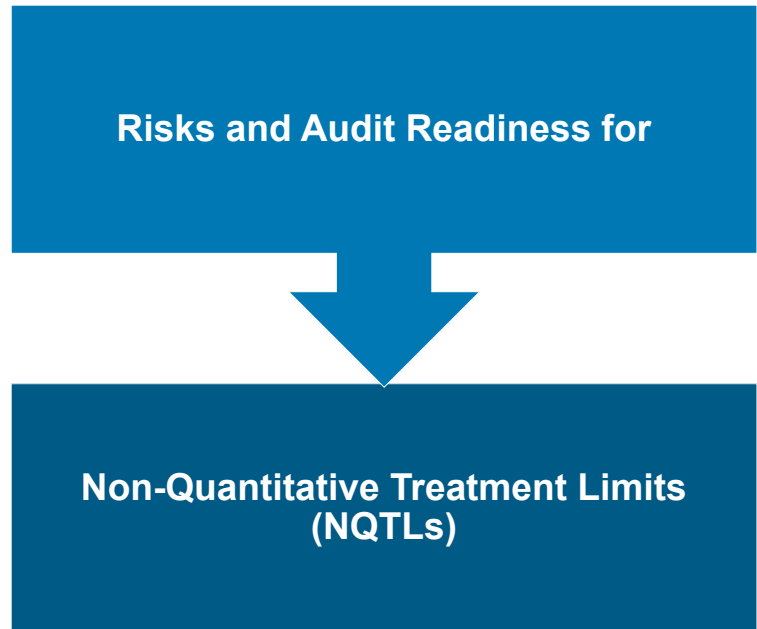 Risks and Audit Readiness for
Non-Quantitative Treatment Limits
(NQTLs)